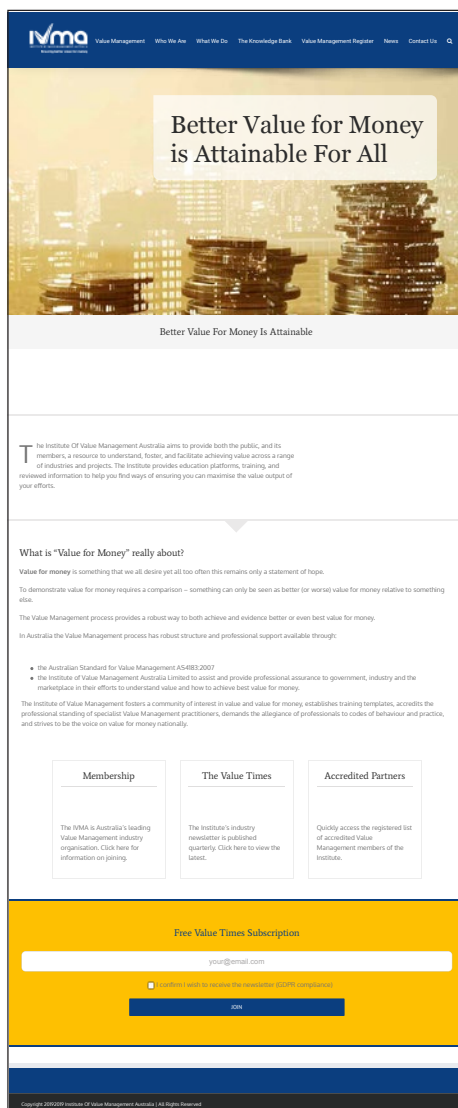 IVMA
Value Management Who We Are What We Do The Knowledge Bank Value Management Register News Contact Us
Better Value for Money
is Attainable For All
Better Value For Money Is Attainable
The Institute Of Value Management Australia aims to provide both the public, and its
members, a resource to understand, foster, and facilitate achieving value across a range
of industries and projects. The Institute provides education platforms, training, and
reviewed information to help you find ways of ensuring you can maximise the value output of
your efforts.
What is “Value for Money” really about?
Value for money is something that we all desire yet all too often this remains only a statement of hope.
To demonstrate value for money requires a comparison – something can only be seen as better (or worse) value for money relative to something
else.
The Value Management process provides a robust way to both achieve and evidence better or even best value for money.
In Australia the Value Management process has robust structure and professional support available through:
the Australian Standard for Value Management AS4183:2007
the Institute of Value Management Australia Limited to assist and provide professional assurance to government, industry and the
marketplace in their efforts to understand value and how to achieve best value for money.
The Institute of Value Management fosters a community of interest in value and value for money, establishes training templates, accredits the
professional standing of specialist Value Management practitioners, demands the allegiance of professionals to codes of behaviour and practice,
and strives to be the voice on value for money nationally.
Membership
The IVMA is Australia's leading
Value Management industry
organisation. Click here for
information on joining.
The Value Times
The Institute's industry
newsletter is published
quarterly. Click here to view the
latest.
Accredited Partners
Quickly access the registered list
of accredited Value
Management members of the
Institute.
Free Value Times Subscription
your@email.com
I confirm I wish to receive the newsletter (GDPR compliance)
JOIN
Copyright 20192019 Institute Of Value Management Australia | All Rights Reserved